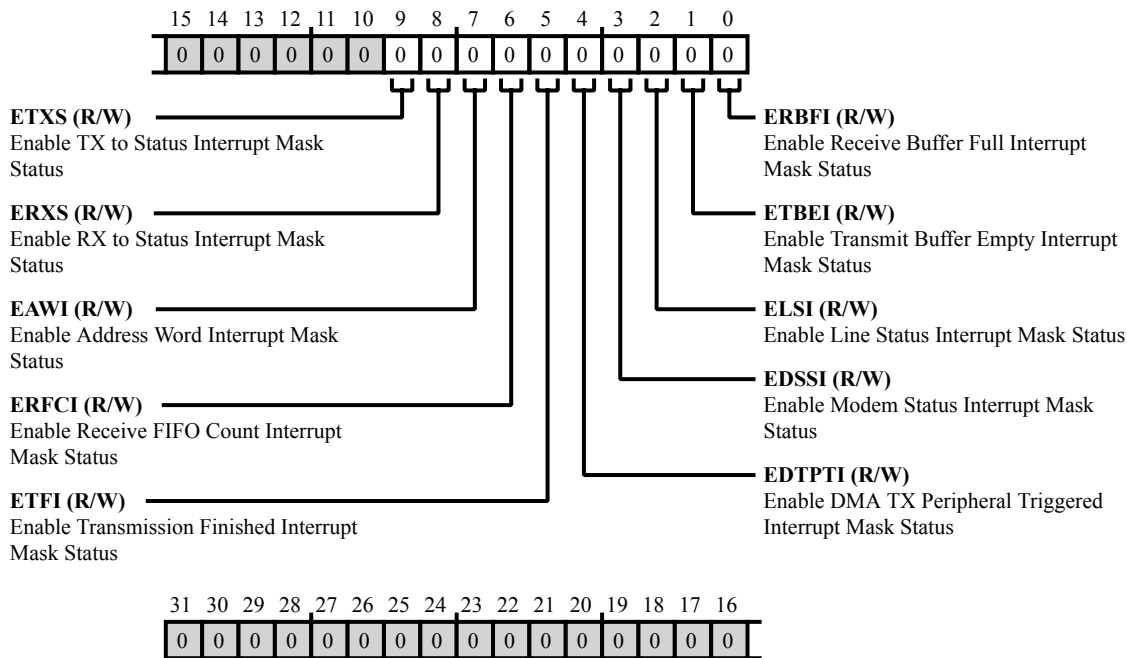 15 14 13 12 11 10 9 8 7 6 5 4 3 2 1 0
0 0 0 0 0 0 0 0 0 0 0 0 0 0 0 0
ETXS (R/W)
Enable TX to Status Interrupt Mask
Status
ERXS (R/W)
Enable RX to Status Interrupt Mask
Status
EAWI (R/W)
Enable Address Word Interrupt Mask
Status
ERFCI (R/W)
Enable Receive FIFO Count Interrupt
Mask Status
ETFI (R/W)
Enable Transmission Finished Interrupt
Mask Status
ERBFI (R/W)
Enable Receive Buffer Full Interrupt
Mask Status
ETBEI (R/W)
Enable Transmit Buffer Empty Interrupt
Mask Status
ELSI (R/W)
Enable Line Status Interrupt Mask Status
EDSSI (R/W)
Enable Modem Status Interrupt Mask
Status
EDTPTI (R/W)
Enable DMA TX Peripheral Triggered
Interrupt Mask Status
31 30 29 28 27 26 25 24 23 22 21 20 19 18 17 16
0 0 0 0 0 0 0 0 0 0 0 0 0 0 0 0